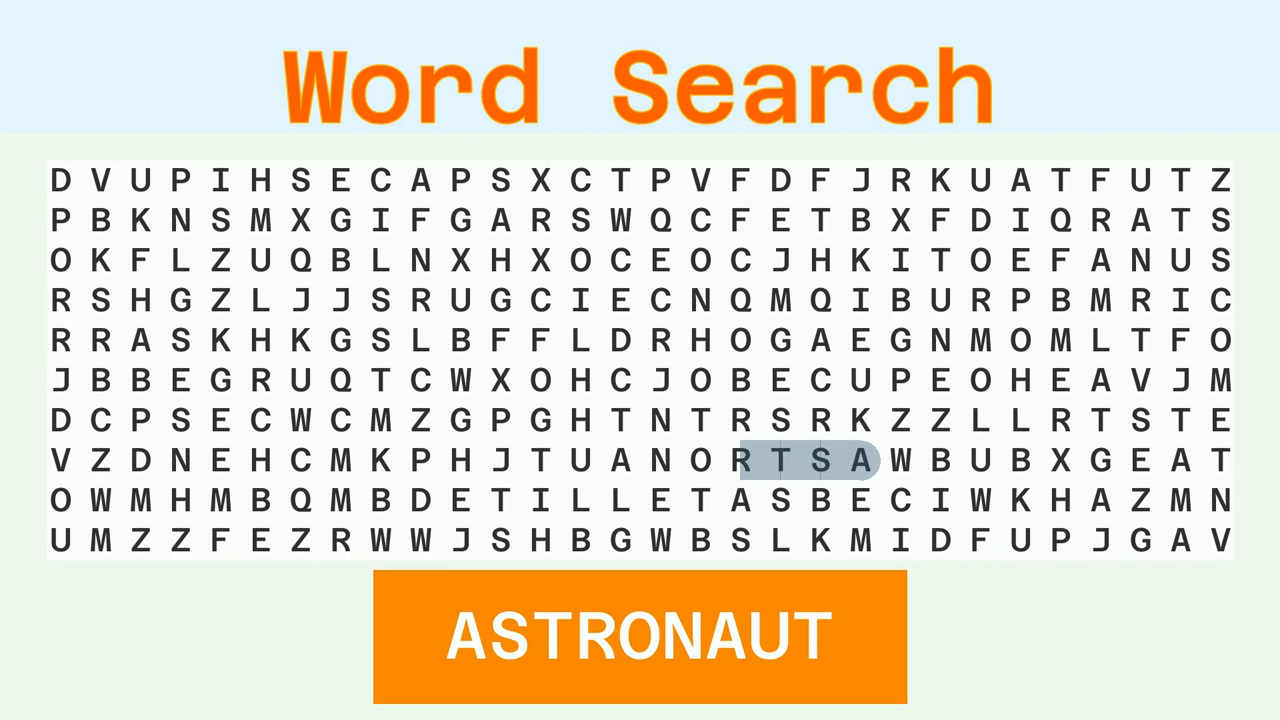 Word Search
D V U P I H S E C A P S X C T P V F D F J R K U A T F U T Z
P B K N S M X G I F G A R S W Q C F E T B X F D I Q R A T S
O K F L Z U Q B L N X H X O C E O C J H K I T O E F A N U S
R S H G Z L J J S R U G C I E C N Q M Q I B U R P B M R I C
R R A S K H K G S L B F F L D R H O G A E G N M O M L T F O
J B B E G R U Q T C W X O H C J O B E C U P E O H E A V J M
D C P S E C W C M Z G P G H T N T R S R K Z Z L L R T S T E
V Z D N E H C M K P H J T U A N O R T S A W B U B X G E A T
O W M H M B Q M B D E T I L L E T A S B E C I W K H A Z M N
U M Z Z F E Z R W W J S H B G W B S L K M I D F U P J G A V
ASTRONAUT